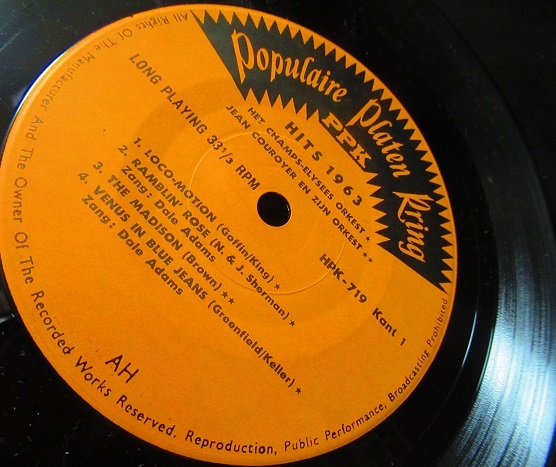 Populaire Platen Kring
PPK
HITS 1963
HET CHAMPS-ELYSEES ORKEST *
JEAN COUROYER EN ZIJN ORKEST **
LONG PLAYING 33 1/3 RPM
HPK-719 Kant 1
1. LOCO-MOTION (Goffin/King) *
2. RAMBLIN' ROSE (N. & J. Sherman) *
Zang: Dale Adams
3. THE MADISON (Brown) **
4. VENUS IN BLUE JEANS (Greenfield/Keller) *
Zang: Dale Adams
AH
All Rights Of The Manufacturer And The Owner Of The Recorded Works Reserved. Reproduction, Public Performance, Broadcasting Prohibited